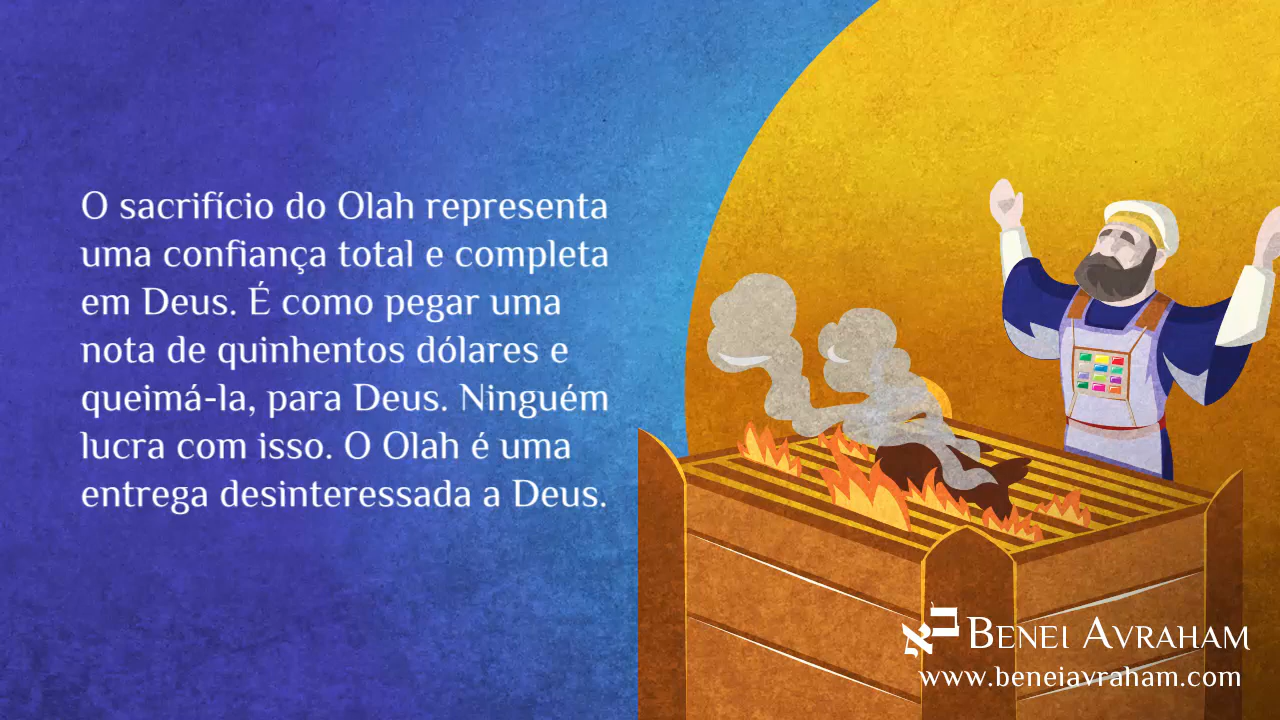 O sacrifício do Olah representa
uma confiança total e completa
em Deus. É como pegar uma
nota de quinhentos dólares e
queimá-la, para Deus. Ninguém
lucra com isso. O Olah é uma
entrega desinteressada a Deus.
בא BENEI AVRAHAM
www.beneiavraham.com